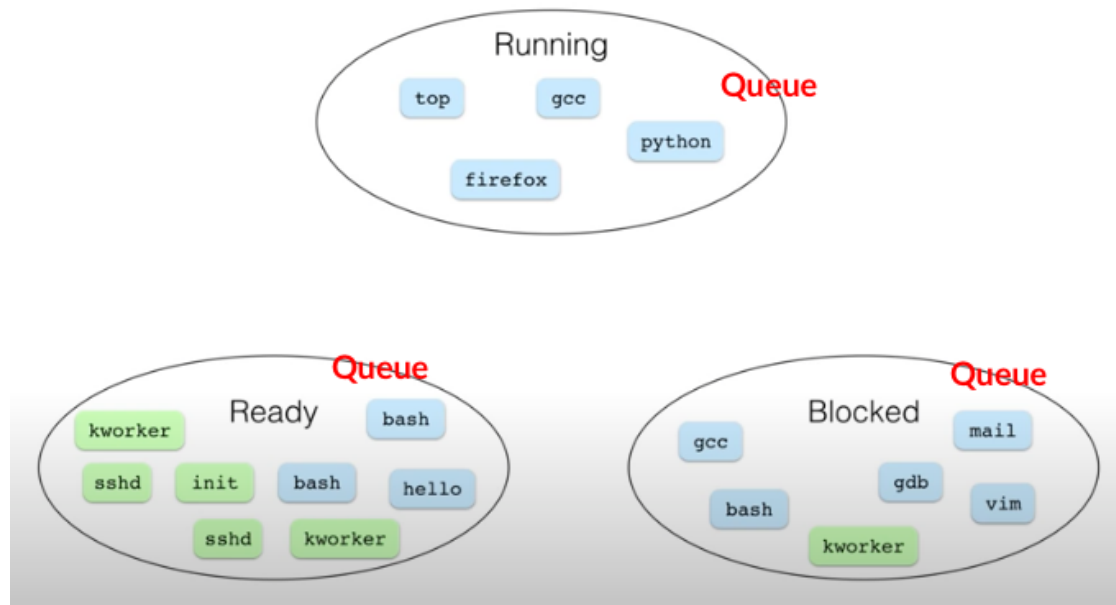 Running
Queue
top
gcc
python
firefox
Queue
Ready
bash
kworker
sshd
init
bash
hello
sshd
kworker
Queue
Blocked
mail
gcc
gdb
vim
bash
kworker